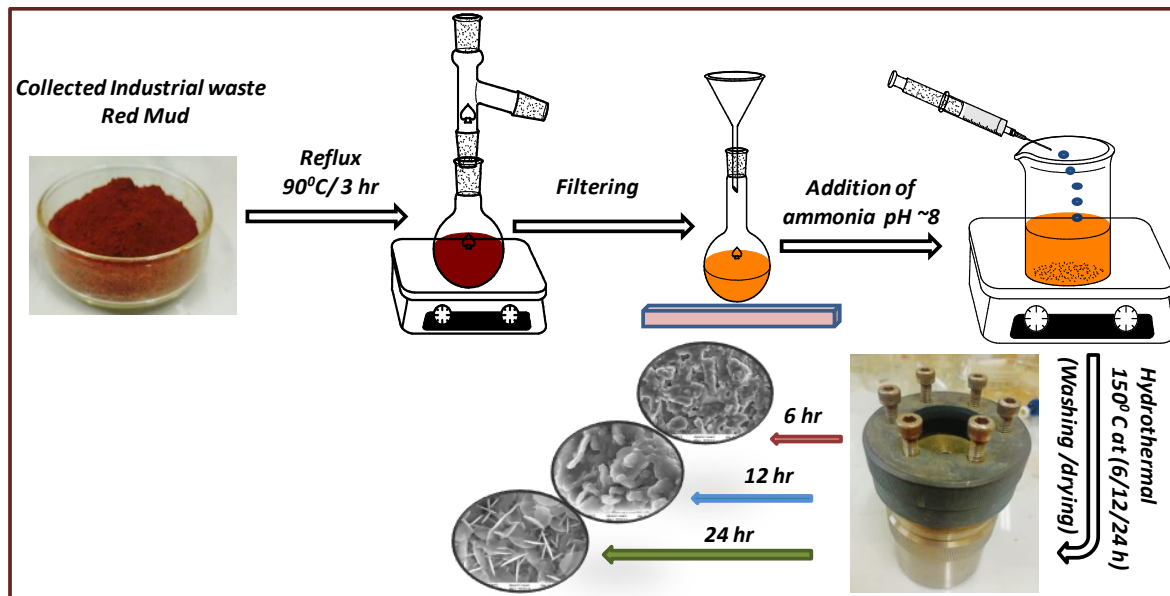 Collected Industrial waste
Red Mud
Reflux
90⁰C/ 3 hr
Filtering
Addition of
ammonia pH ~8
Hydrothermal
150⁰ C at (6/12/24 h)
(Washing /drying)
6 hr
12 hr
24 hr